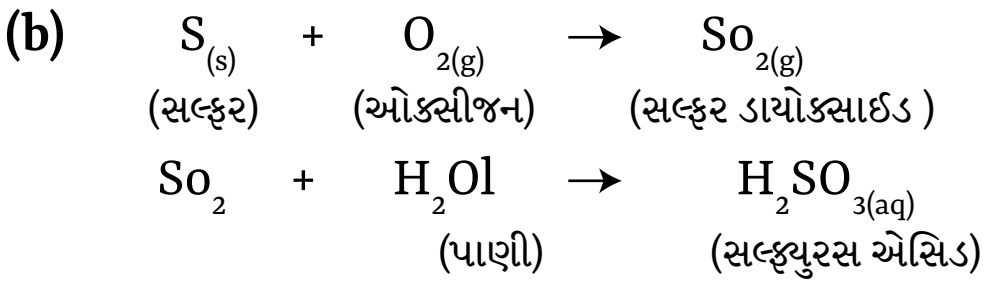 (b) S(s) + O2(g) → So2(g)
(સલ્ફર) (ઓક્સીજન) (સલ્ફર ડાયોક્સાઈડ )
So2 + H2Ol → H2SO3(aq)
(પાણી) (સલ્ફ્યુરસ એસિડ)